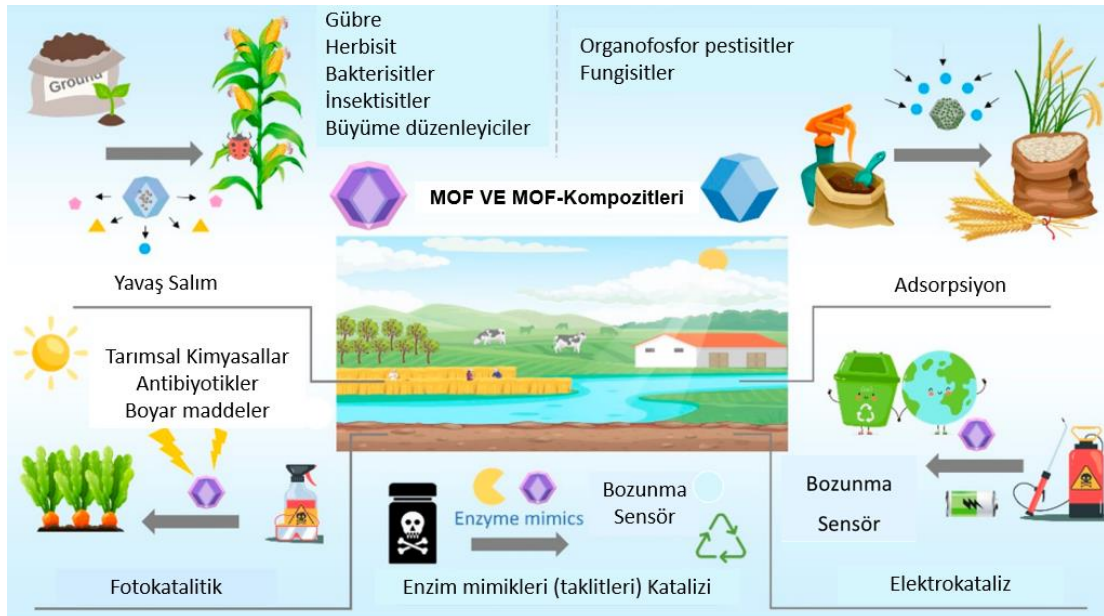 Gübre
Herbisit
Bakterisitler
İnsektisitler
Büyüme düzenleyiciler
Organofosfor pestisitler
Fungisitler
Ground
MOF VE MOF-Kompozitleri
Yavaş Salım
Adsorpsiyon
Tarımsal Kimyasallar
Antibiyotikler
Boyar maddeler
Enzyme mimics
Bozunma
Sensör
Bozunma
Sensör
Fotokatalitik
Enzim mimikleri (taklitleri) Katalizi
Elektrokataliz